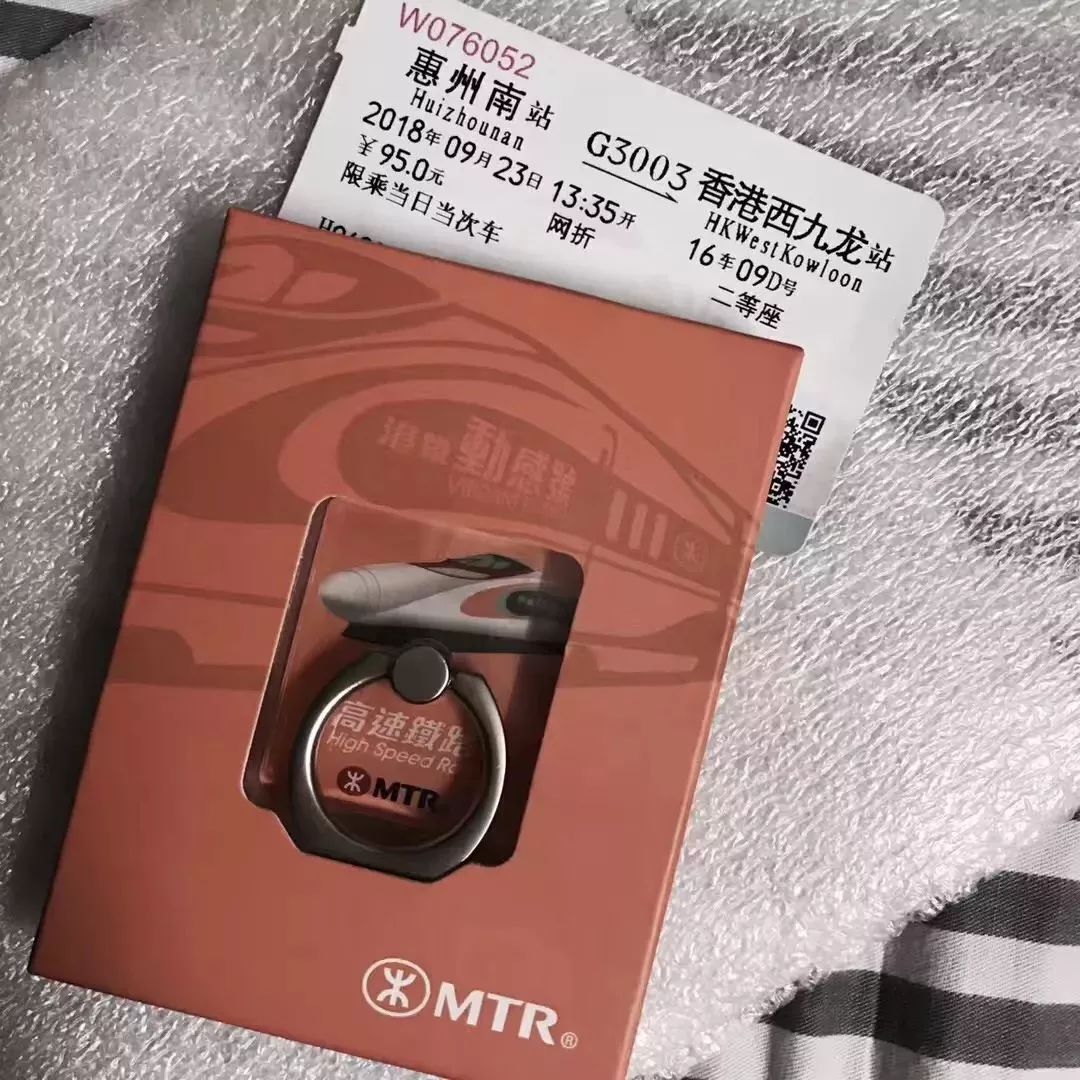 W076052
惠州南站
Huizhounan
G3003
香港西九龙站
HKWestKowloon
2018年09月23日 13:35开
16车09D号
¥95.0元
网折
二等座
限乘当日当次车
港鐵動感號
高速鐵路
High Speed Ra
MTR
MTR®